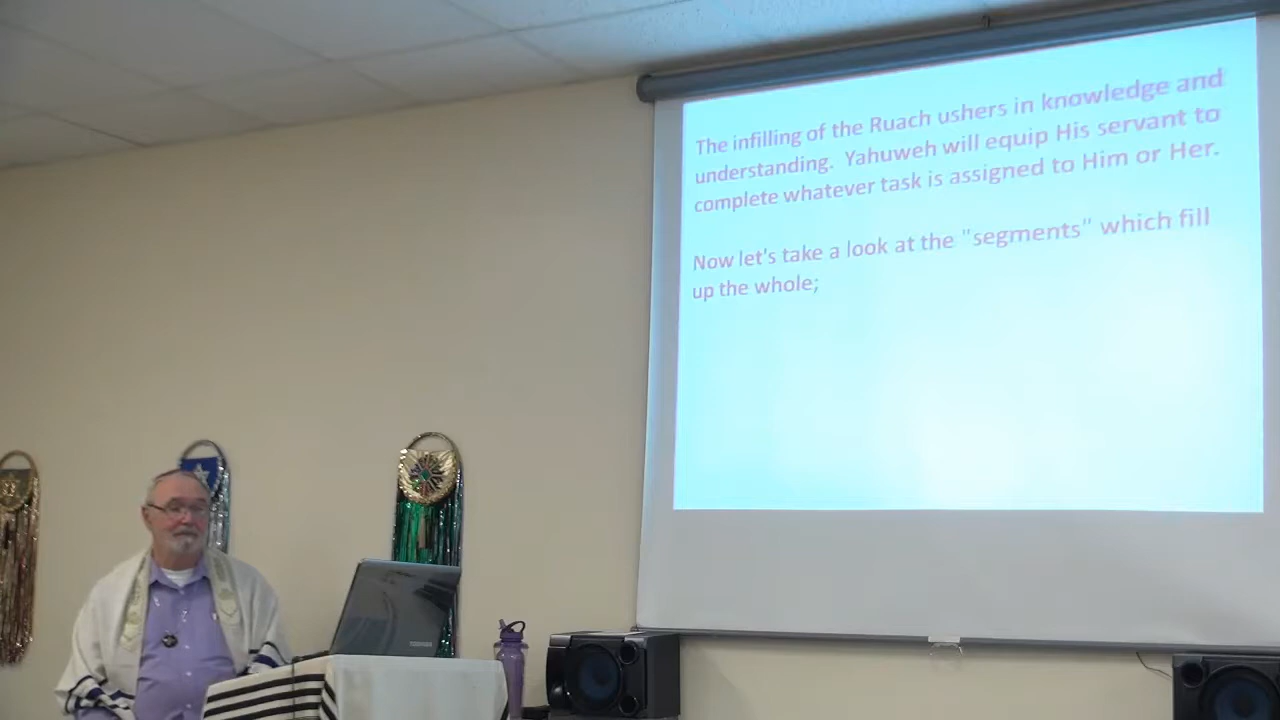 The infilling of the Ruach ushers in knowledge and
understanding. Yahuweh will equip His servant to
complete whatever task is assigned to Him or Her.
Now let's take a look at the "segments" which fill
up the whole;
TOSHIBA